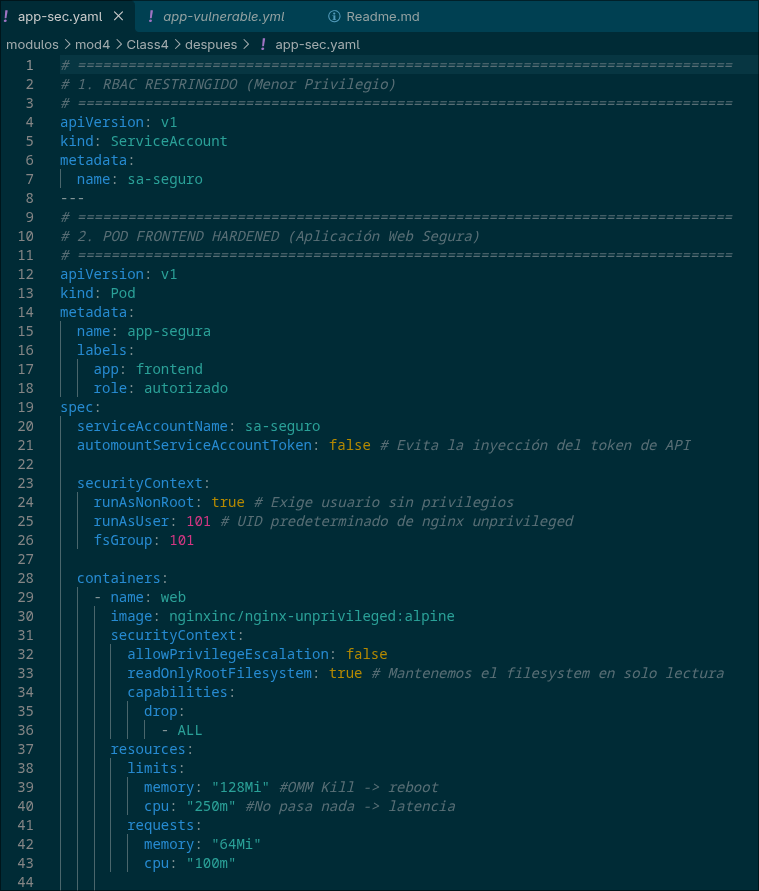 ! app-sec.yaml × ! app-vulnerable.yml ⓘ Readme.md
modulos > mod4 > Class4 > despues > ! app-sec.yaml
1 # ==============================================================================
2 # 1. RBAC RESTRINGIDO (Menor Privilegio)
3 # ==============================================================================
4 apiVersion: v1
5 kind: ServiceAccount
6 metadata:
7   name: sa-seguro
8 ---
9 # ==============================================================================
10 # 2. POD FRONTEND HARDENED (Aplicación Web Segura)
11 # ==============================================================================
12 apiVersion: v1
13 kind: Pod
14 metadata:
15   name: app-segura
16   labels:
17     app: frontend
18     role: autorizado
19 spec:
20   serviceAccountName: sa-seguro
21   automountServiceAccountToken: false # Evita la inyección del token de API
22
23   securityContext:
24     runAsNonRoot: true # Exige usuario sin privilegios
25     runAsUser: 101 # UID predeterminado de nginx unprivileged
26     fsGroup: 101
27
28   containers:
29     - name: web
30       image: nginxinc/nginx-unprivileged:alpine
31       securityContext:
32         allowPrivilegeEscalation: false
33         readOnlyRootFilesystem: true # Mantenemos el filesystem en solo lectura
34         capabilities:
35           drop:
36             - ALL
37       resources:
38         limits:
39           memory: "128Mi" #OMM Kill -> reboot
40           cpu: "250m" #No pasa nada -> latencia
41         requests:
42           memory: "64Mi"
43           cpu: "100m"
44